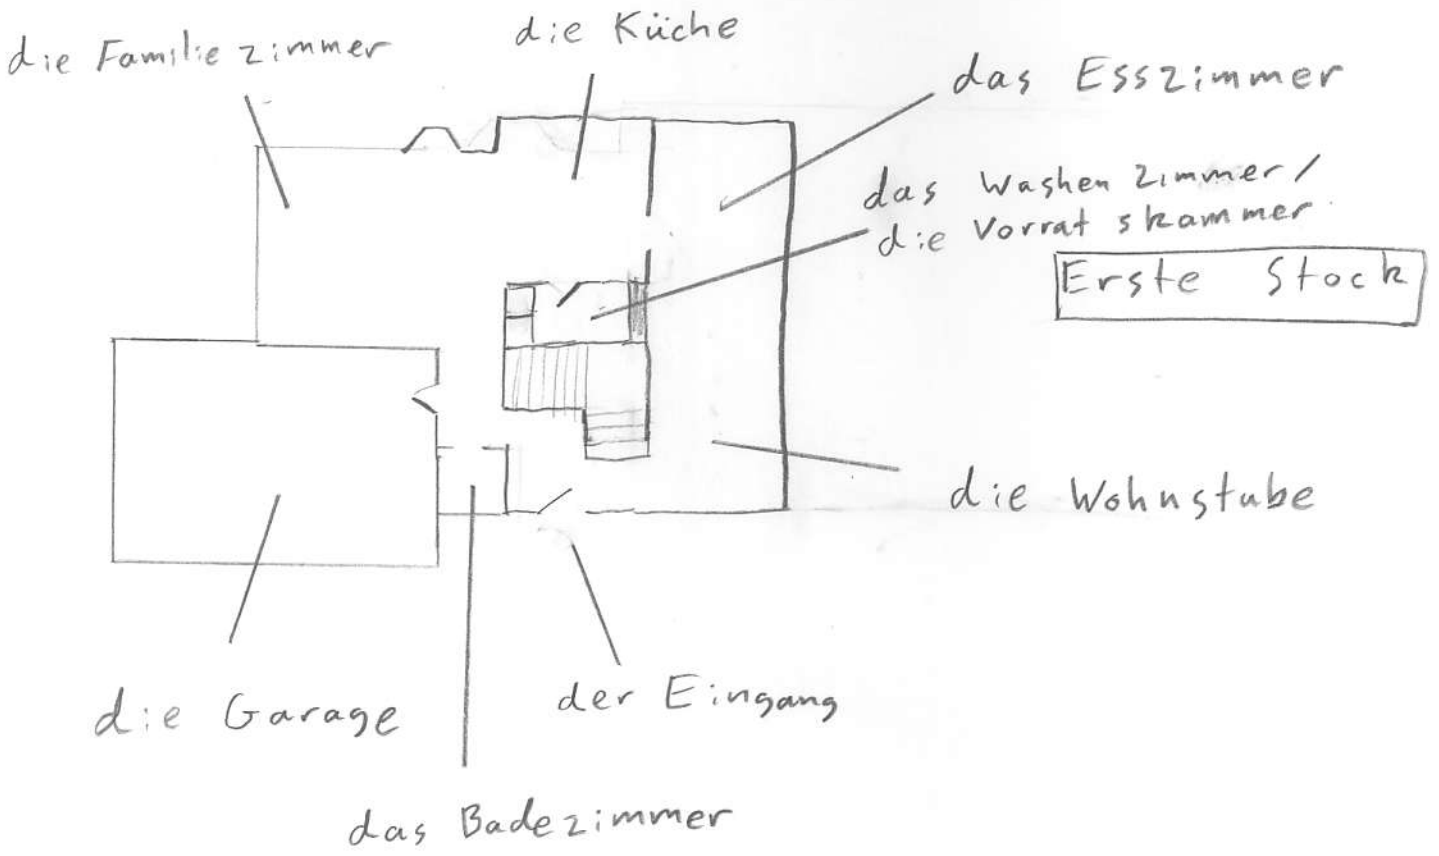 die Küche
die Familie zimmer
das Esszimmer
das Washen Zimmer/
die Vorrat skammer
Erste Stock
die Wohnstube
der Eingang
die Garage
das Badezimmer